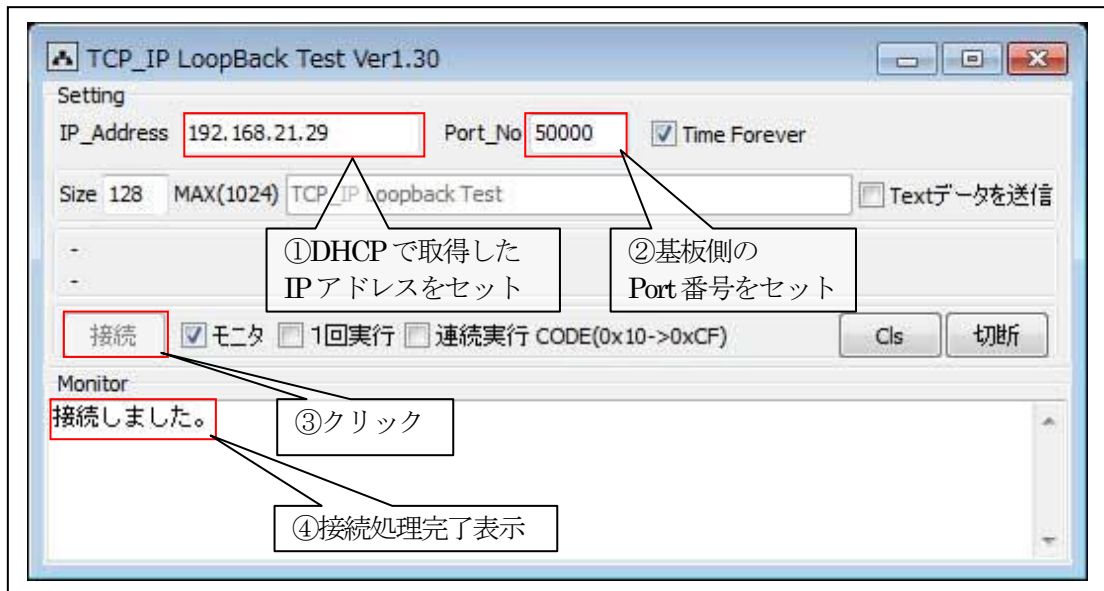 TCP_IP LoopBack Test Ver1.30
Setting
IP_Address 192.168.21.29 Port_No 50000 Time Forever
Size 128 MAX(1024) TCP_IP Loopback Test Textデータを送信
-
-
①DHCPで取得した
IPアドレスをセット
②基板側の
Port番号をセット
接続 モニタ 1回実行 連続実行 CODE(0x10->0xCF) Cls 切断
Monitor
接続しました。
③クリック
④接続処理完了表示